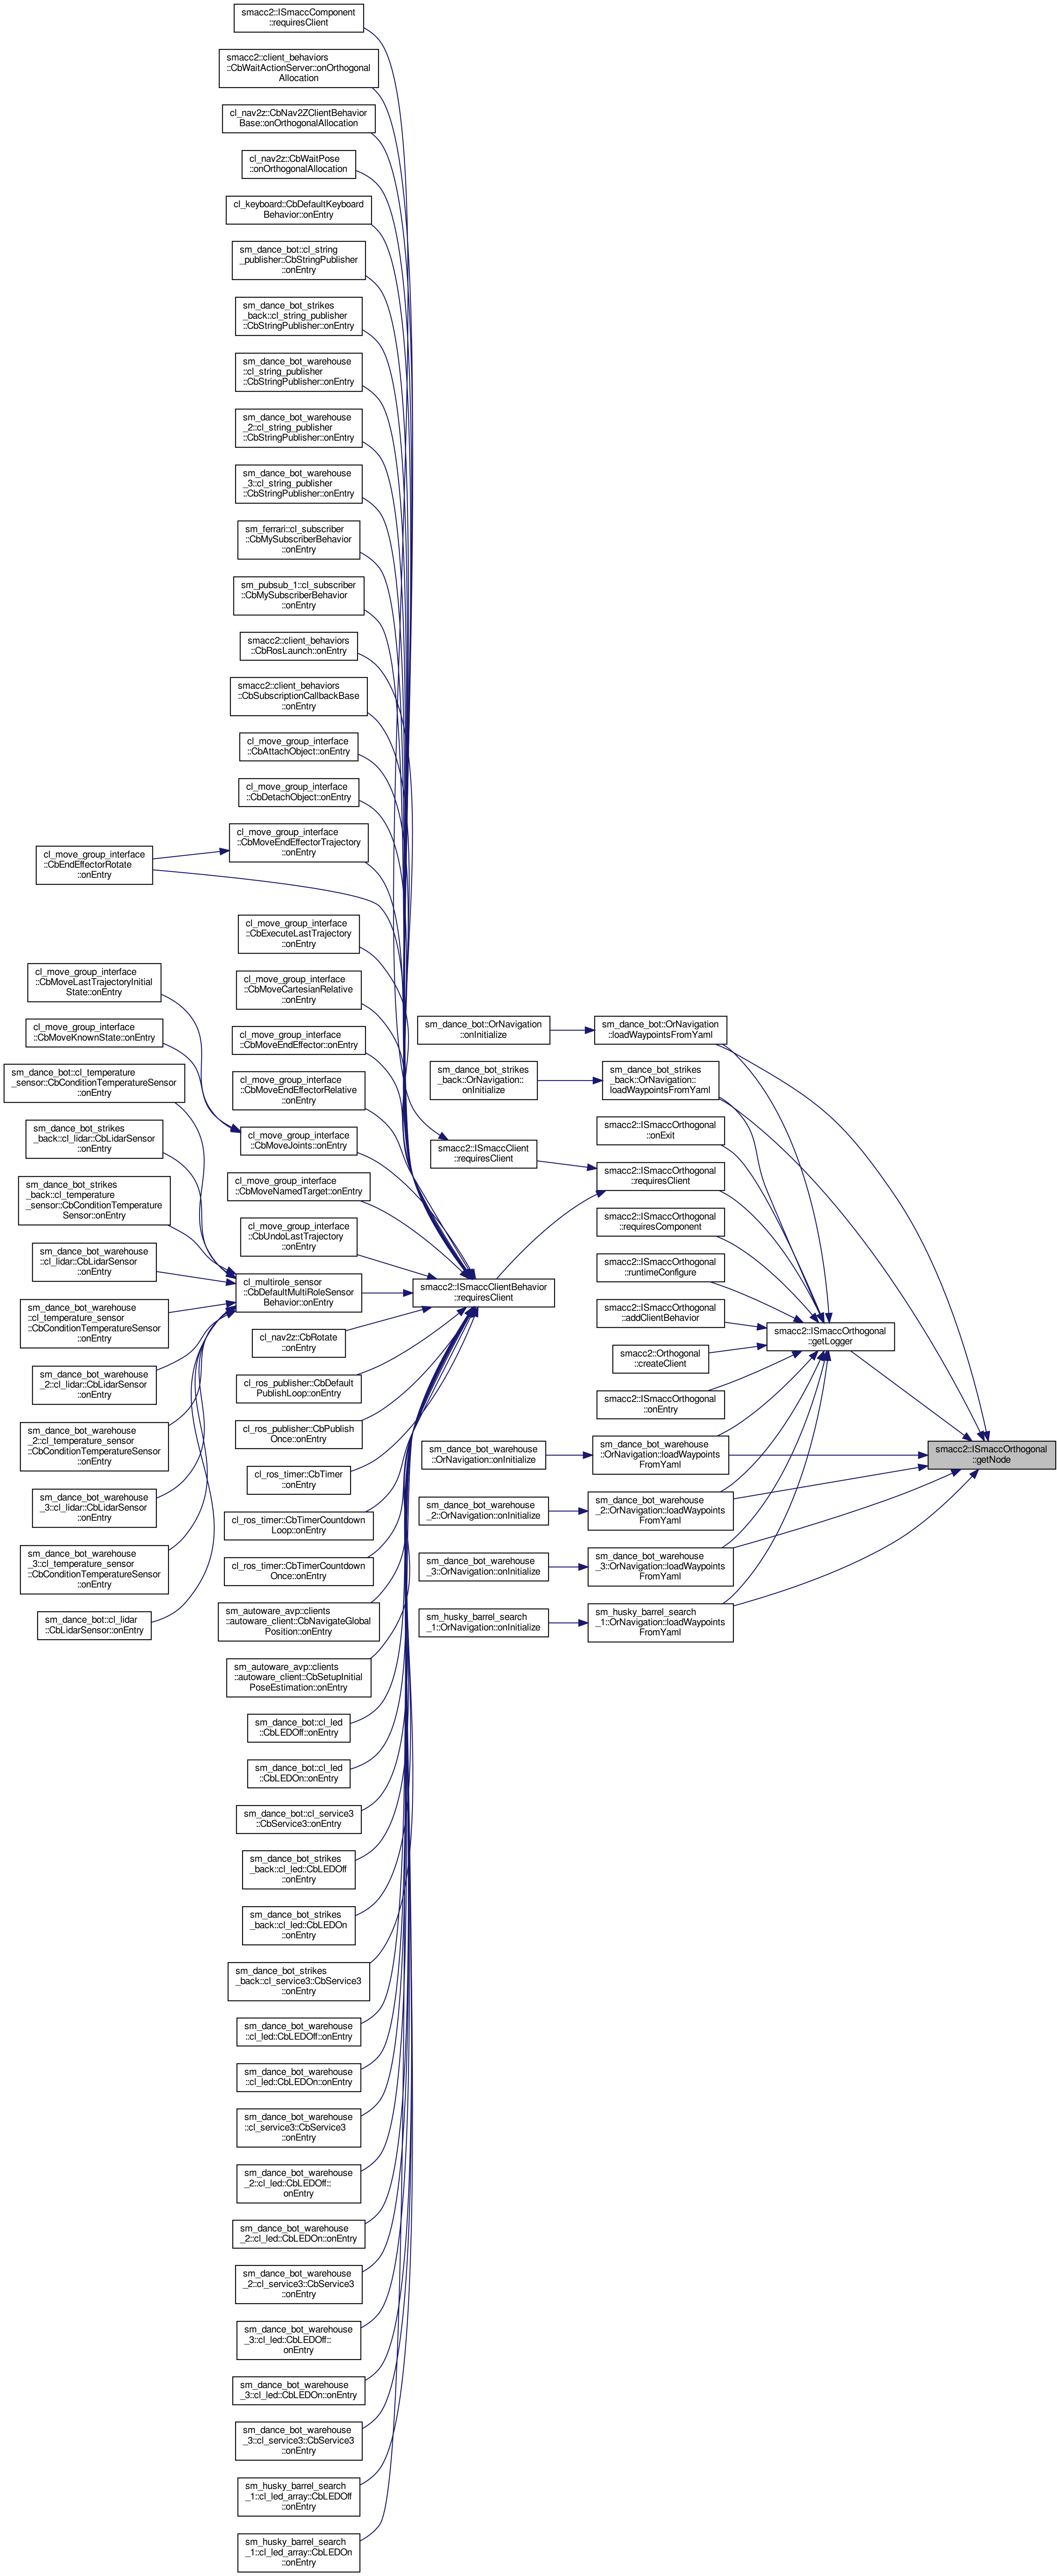 smacc2::ISmaccComponent
::requiresClient
smacc2::client_behaviors
::CbWaitActionServer::onOrthogonal
Allocation
cl_nav2z::CbNav2ZClientBehavior
Base::onOrthogonalAllocation
cl_nav2z::CbWaitPose
::onOrthogonalAllocation
cl_keyboard::CbDefaultKeyboard
Behavior::onEntry
sm_dance_bot::cl_string
_publisher::CbStringPublisher
::onEntry
sm_dance_bot_strikes
_back::cl_string_publisher
::CbStringPublisher::onEntry
sm_dance_bot_warehouse
::cl_string_publisher
::CbStringPublisher::onEntry
sm_dance_bot_warehouse
_2::cl_string_publisher
::CbStringPublisher::onEntry
sm_dance_bot_warehouse
_3::cl_string_publisher
::CbStringPublisher::onEntry
sm_ferrari::cl_subscriber
::CbMySubscriberBehavior
::onEntry
sm_pubsub_1::cl_subscriber
::CbMySubscriberBehavior
::onEntry
smacc2::client_behaviors
::CbRosLaunch::onEntry
smacc2::client_behaviors
::CbSubscriptionCallbackBase
::onEntry
cl_move_group_interface
::CbAttachObject::onEntry
cl_move_group_interface
::CbDetachObject::onEntry
cl_move_group_interface
::CbMoveEndEffectorTrajectory
::onEntry
cl_move_group_interface
::CbEndEffectorRotate
::onEntry
cl_move_group_interface
::CbExecuteLastTrajectory
::onEntry
cl_move_group_interface
::CbMoveCartesianRelative
::onEntry
cl_move_group_interface
::CbMoveEndEffector::onEntry
cl_move_group_interface
::CbMoveEndEffectorRelative
::onEntry
cl_move_group_interface
::CbMoveJoints::onEntry
cl_move_group_interface
::CbMoveNamedTarget::onEntry
cl_move_group_interface
::CbUndoLastTrajectory
::onEntry
cl_multirole_sensor
::CbDefaultMultiRoleSensor
Behavior::onEntry
cl_nav2z::CbRotate
::onEntry
cl_ros_publisher::CbDefault
PublishLoop::onEntry
cl_ros_publisher::CbPublish
Once::onEntry
cl_ros_timer::CbTimer
::onEntry
cl_ros_timer::CbTimerCountdown
Loop::onEntry
cl_ros_timer::CbTimerCountdown
Once::onEntry
sm_autoware_avp::clients
::autoware_client::CbNavigateGlobal
Position::onEntry
sm_autoware_avp::clients
::autoware_client::CbSetupInitial
PoseEstimation::onEntry
sm_dance_bot::cl_led
::CbLEDOff::onEntry
sm_dance_bot::cl_led
::CbLEDOn::onEntry
sm_dance_bot::cl_service3
::CbService3::onEntry
sm_dance_bot_strikes
_back::cl_led::CbLEDOff
::onEntry
sm_dance_bot_strikes
_back::cl_led::CbLEDOn
::onEntry
sm_dance_bot_strikes
_back::cl_service3::CbService3
::onEntry
sm_dance_bot_warehouse
::cl_led::CbLEDOff::onEntry
sm_dance_bot_warehouse
::cl_led::CbLEDOn::onEntry
sm_dance_bot_warehouse
::cl_service3::CbService3
::onEntry
sm_dance_bot_warehouse
_2::cl_led::CbLEDOff::
onEntry
sm_dance_bot_warehouse
_2::cl_led::CbLEDOn::onEntry
sm_dance_bot_warehouse
_2::cl_service3::CbService3
::onEntry
sm_dance_bot_warehouse
_3::cl_led::CbLEDOff::
onEntry
sm_dance_bot_warehouse
_3::cl_led::CbLEDOn::onEntry
sm_dance_bot_warehouse
_3::cl_service3::CbService3
::onEntry
sm_husky_barrel_search
_1::cl_led_array::CbLEDOff
::onEntry
sm_husky_barrel_search
_1::cl_led_array::CbLEDOn
::onEntry
cl_move_group_interface
::CbMoveLastTrajectoryInitial
State::onEntry
cl_move_group_interface
::CbMoveKnownState::onEntry
sm_dance_bot::cl_temperature
_sensor::CbConditionTemperatureSensor
::onEntry
sm_dance_bot_strikes
_back::cl_lidar::CbLidarSensor
::onEntry
sm_dance_bot_strikes
_back::cl_temperature
_sensor::CbConditionTemperature
Sensor::onEntry
sm_dance_bot_warehouse
::cl_lidar::CbLidarSensor
::onEntry
sm_dance_bot_warehouse
::cl_temperature_sensor
::CbConditionTemperatureSensor
::onEntry
sm_dance_bot_warehouse
_2::cl_lidar::CbLidarSensor
::onEntry
sm_dance_bot_warehouse
_2::cl_temperature_sensor
::CbConditionTemperatureSensor
::onEntry
sm_dance_bot_warehouse
_3::cl_lidar::CbLidarSensor
::onEntry
sm_dance_bot_warehouse
_3::cl_temperature_sensor
::CbConditionTemperatureSensor
::onEntry
sm_dance_bot::cl_lidar
::CbLidarSensor::onEntry
smacc2::ISmaccClientBehavior
::requiresClient
sm_dance_bot::OrNavigation
::onInitialize
sm_dance_bot_strikes
_back::OrNavigation::
onInitialize
smacc2::ISmaccClient
::requiresClient
sm_dance_bot_warehouse
::OrNavigation::onInitialize
sm_dance_bot_warehouse
_2::OrNavigation::onInitialize
sm_dance_bot_warehouse
_3::OrNavigation::onInitialize
sm_husky_barrel_search
_1::OrNavigation::onInitialize
sm_dance_bot::OrNavigation
::loadWaypointsFromYaml
sm_dance_bot_strikes
_back::OrNavigation::
loadWaypointsFromYaml
smacc2::ISmaccOrthogonal
::onExit
smacc2::ISmaccOrthogonal
::requiresClient
smacc2::ISmaccOrthogonal
::requiresComponent
smacc2::ISmaccOrthogonal
::runtimeConfigure
smacc2::ISmaccOrthogonal
::addClientBehavior
smacc2::Orthogonal
::createClient
smacc2::ISmaccOrthogonal
::onEntry
sm_dance_bot_warehouse
::OrNavigation::loadWaypoints
FromYaml
sm_dance_bot_warehouse
_2::OrNavigation::loadWaypoints
FromYaml
sm_dance_bot_warehouse
_3::OrNavigation::loadWaypoints
FromYaml
sm_husky_barrel_search
_1::OrNavigation::loadWaypoints
FromYaml
smacc2::ISmaccOrthogonal
::getLogger
smacc2::ISmaccOrthogonal
::getNode